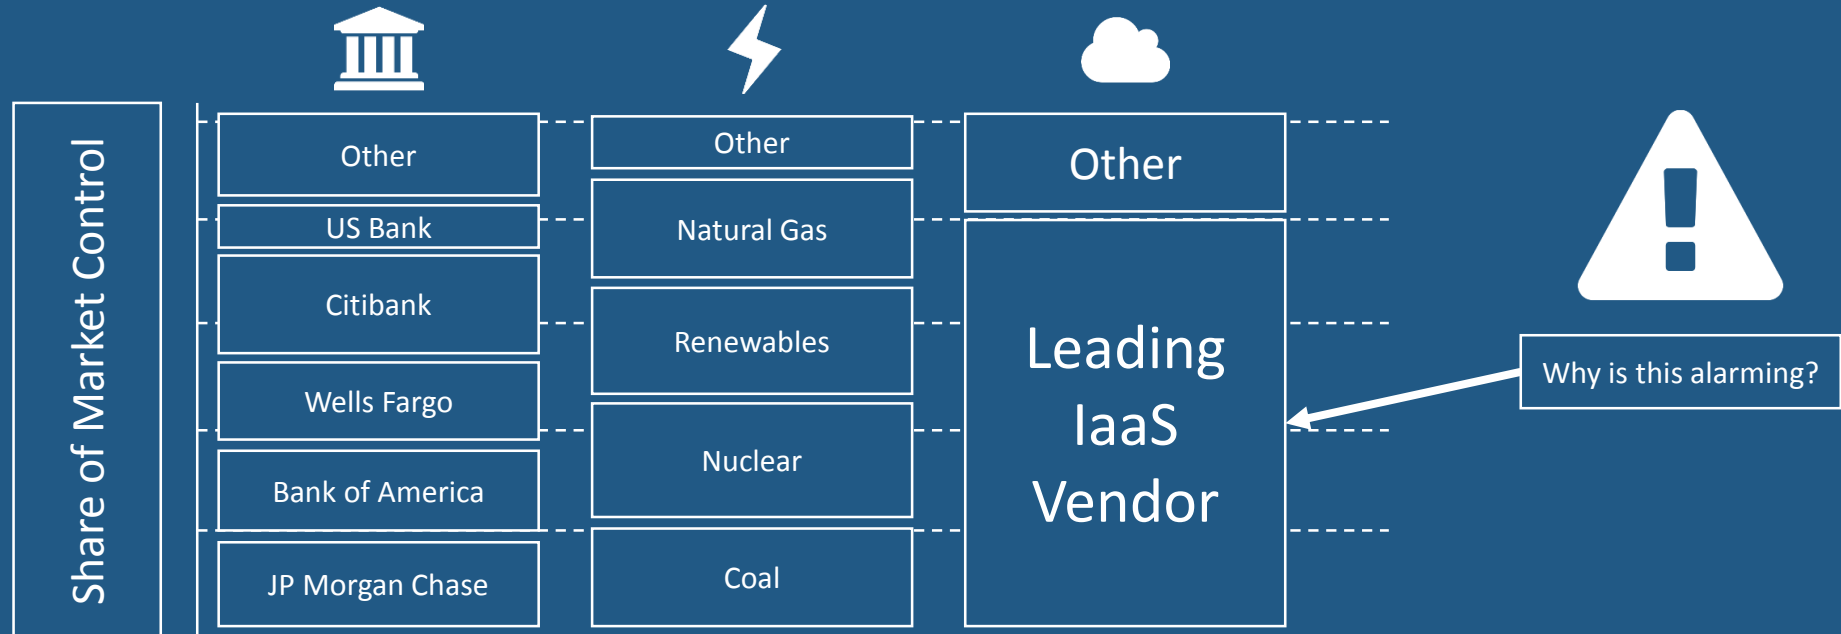 Share of Market Control
Other
US Bank
Citibank
Wells Fargo
Bank of America
JP Morgan Chase
Other
Natural Gas
Renewables
Nuclear
Coal
Other
Leading
IaaS
Vendor
Why is this alarming?